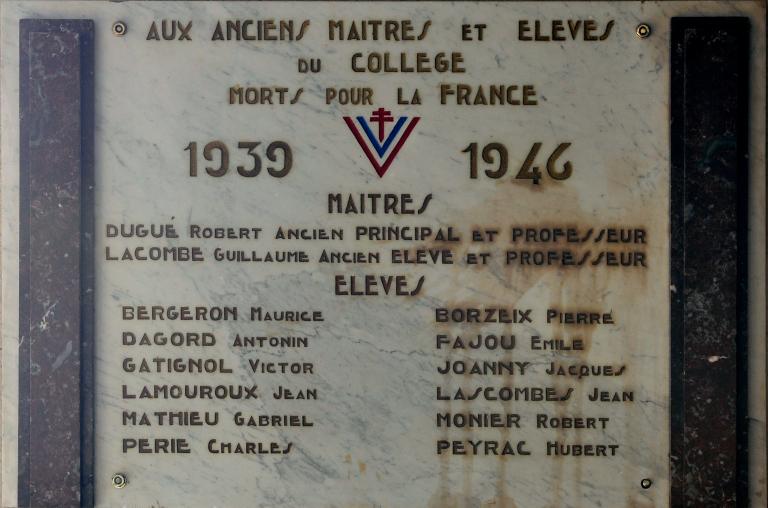 AUX ANCIENS MAITRES ET ELEVES
DU COLLEGE
MORTS POUR LA FRANCE
1939 1946
MAITRES
DUGUÉ ROBERT ANCIEN PRINCIPAL ET PROFESSEUR
LACOMBE GUILLAUME ANCIEN ELEVE ET PROFESSEUR
ELEVES
BERGERON MAURICE BORZEIX PIERRE
DAGORD ANTONIN FAJOU EMILE
GATIGNOL VICTOR JOANNY JACQUES
LAMOUROUX JEAN LASCOMBES JEAN
MATHIEU GABRIEL MONIER ROBERT
PERIE CHARLES PEYRAC HUBERT